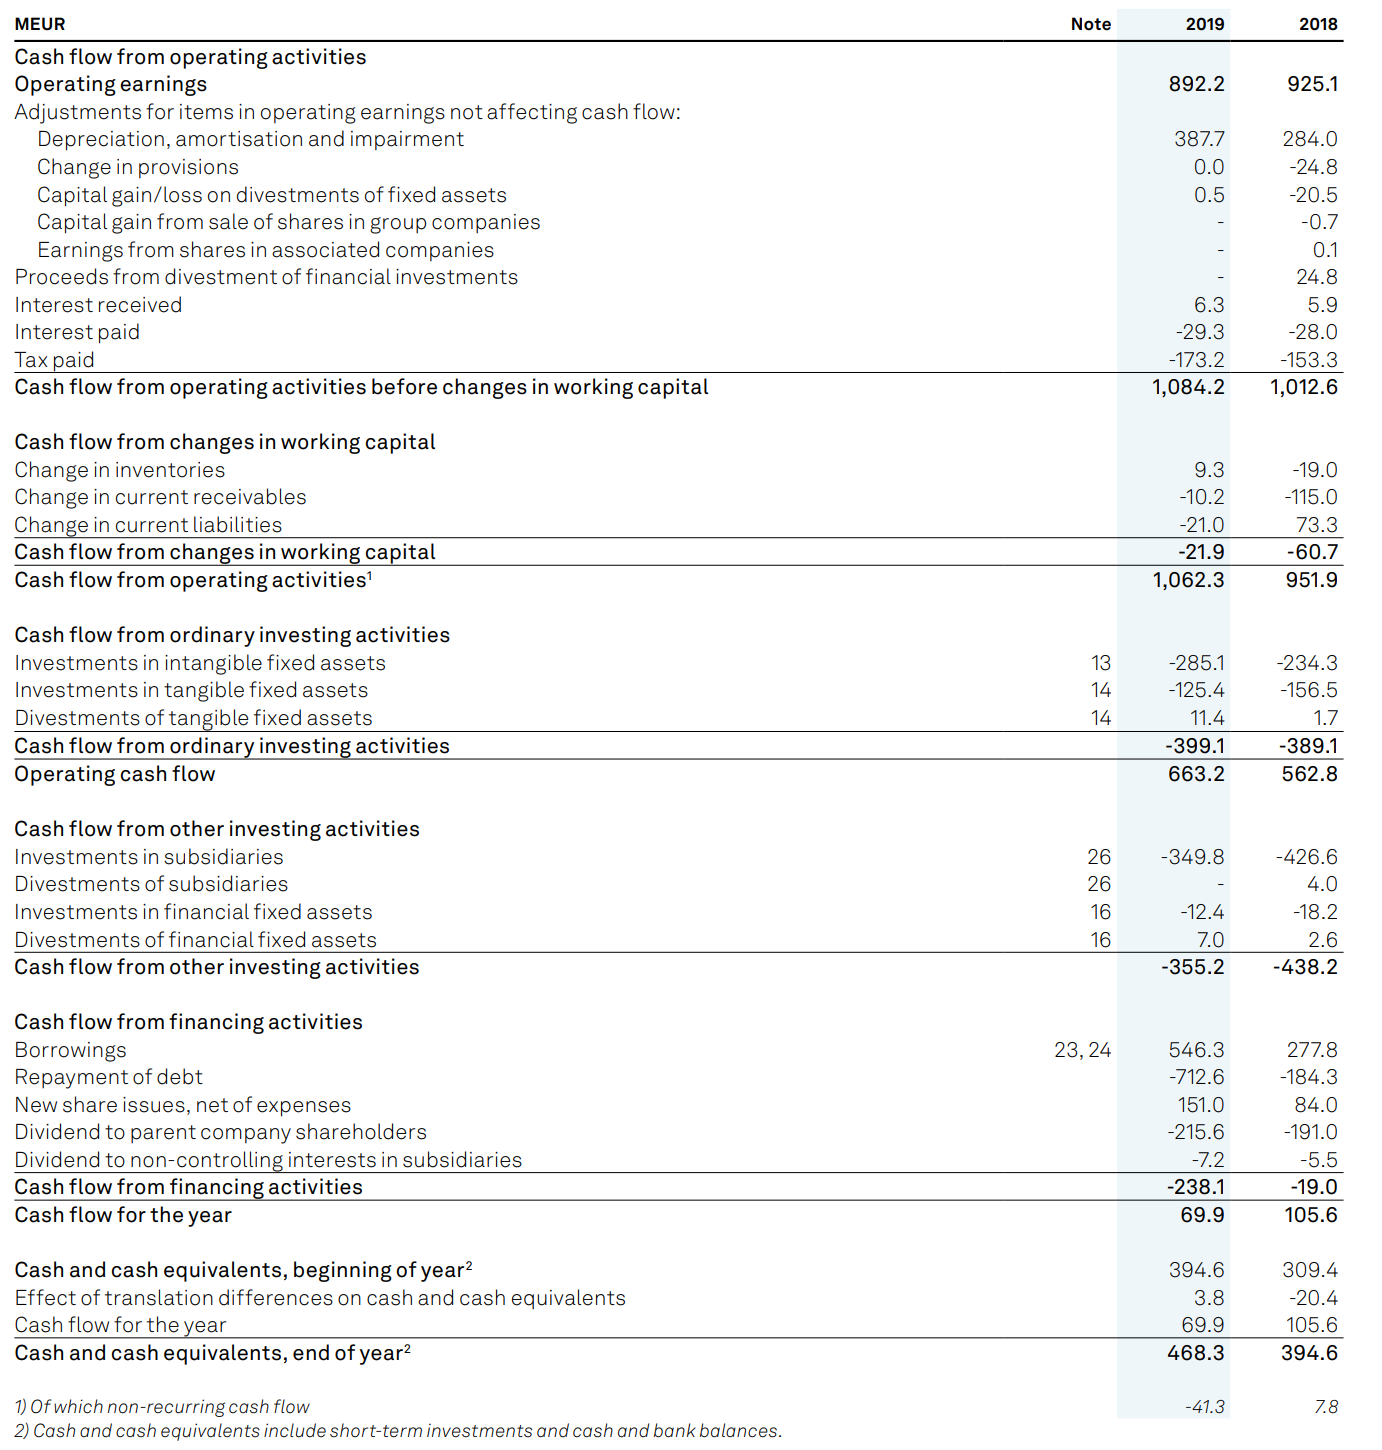 MEUR Note 2019 2018
Cash flow from operating activities
Operating earnings 892.2 925.1
Adjustments for items in operating earnings not affecting cash flow:
Depreciation, amortisation and impairment 387.7 284.0
Change in provisions 0.0 -24.8
Capital gain/loss on divestments of fixed assets 0.5 -20.5
Capital gain from sale of shares in group companies - -0.7
Earnings from shares in associated companies - 0.1
Proceeds from divestment of financial investments - 24.8
Interest received 6.3 5.9
Interest paid -29.3 -28.0
Tax paid -173.2 -153.3
Cash flow from operating activities before changes in working capital 1,084.2 1,012.6
Cash flow from changes in working capital
Change in inventories 9.3 -19.0
Change in current receivables -10.2 -115.0
Change in current liabilities -21.0 73.3
Cash flow from changes in working capital -21.9 -60.7
Cash flow from operating activities¹ 1,062.3 951.9
Cash flow from ordinary investing activities
Investments in intangible fixed assets 13 -285.1 -234.3
Investments in tangible fixed assets 14 -125.4 -156.5
Divestments of tangible fixed assets 14 11.4 1.7
Cash flow from ordinary investing activities -399.1 -389.1
Operating cash flow 663.2 562.8
Cash flow from other investing activities
Investments in subsidiaries 26 -349.8 -426.6
Divestments of subsidiaries 26 - 4.0
Investments in financial fixed assets 16 -12.4 -18.2
Divestments of financial fixed assets 16 7.0 2.6
Cash flow from other investing activities -355.2 -438.2
Cash flow from financing activities
Borrowings 23, 24 546.3 277.8
Repayment of debt -712.6 -184.3
New share issues, net of expenses 151.0 84.0
Dividend to parent company shareholders -215.6 -191.0
Dividend to non-controlling interests in subsidiaries -7.2 -5.5
Cash flow from financing activities -238.1 -19.0
Cash flow for the year 69.9 105.6
Cash and cash equivalents, beginning of year² 394.6 309.4
Effect of translation differences on cash and cash equivalents 3.8 -20.4
Cash flow for the year 69.9 105.6
Cash and cash equivalents, end of year² 468.3 394.6
1) Of which non-recurring cash flow -41.3 7.8
2) Cash and cash equivalents include short-term investments and cash and bank balances.